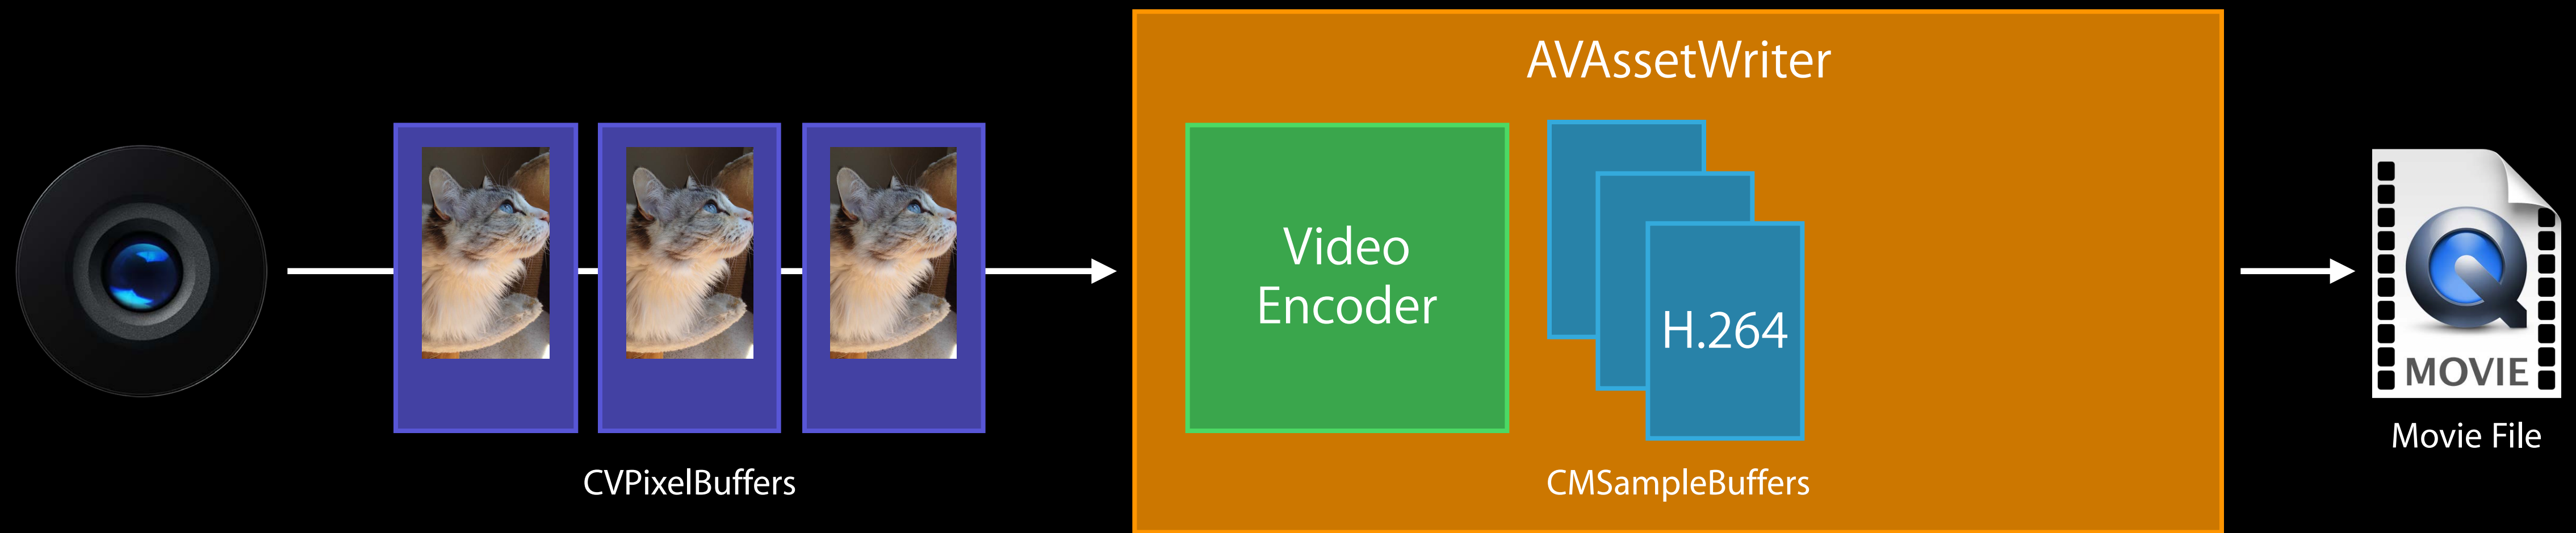 AVAssetWriter
Video
Encoder
H.264
MOVIE
Movie File
CVPixelBuffers
CMSampleBuffers